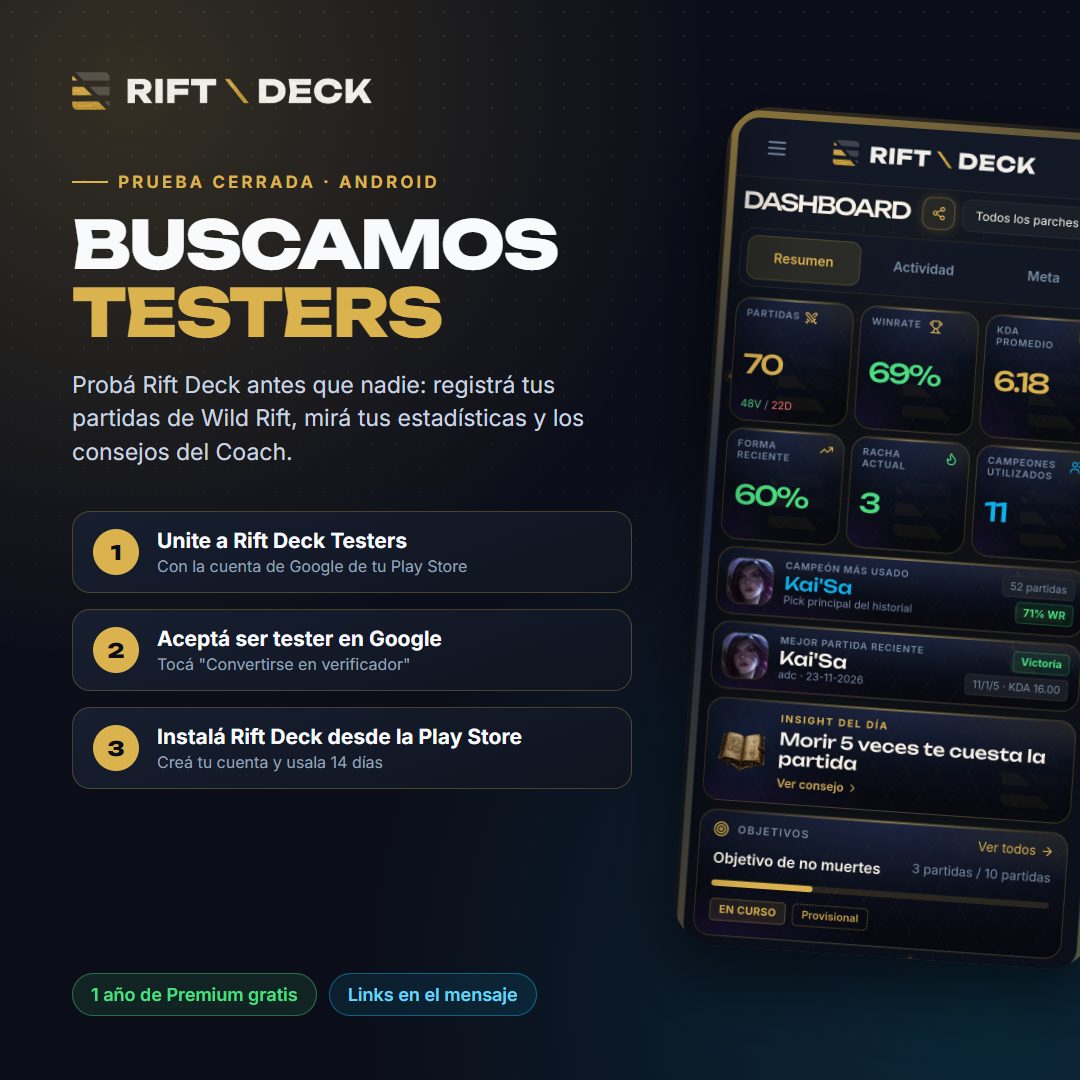 RIFT \ DECK
PRUEBA CERRADA · ANDROID
BUSCAMOS
TESTERS
Probá Rift Deck antes que nadie: registrá tus
partidas de Wild Rift, mirá tus estadísticas y los
consejos del Coach.
1
Unite a Rift Deck Testers
Con la cuenta de Google de tu Play Store
2
Aceptá ser tester en Google
Tocá "Convertirse en verificador"
3
Instalá Rift Deck desde la Play Store
Creá tu cuenta y usala 14 días
1 año de Premium gratis
Links en el mensaje
RIFT \ DECK
DASHBOARD
Todos los parches
Resumen
Actividad
Meta
PARTIDAS
70
48V / 22D
WINRATE
69%
KDA
PROMEDIO
6.18
FORMA
RECIENTE
60%
RACHA
ACTUAL
3
CAMPEONES
UTILIZADOS
11
CAMPEÓN MÁS USADO
Kai'Sa
Pick principal del historial
52 partidas
71% WR
MEJOR PARTIDA RECIENTE
Kai'Sa
adc · 23-11-2026
Victoria
11/1/5 · KDA 16.00
INSIGHT DEL DÍA
Morir 5 veces te cuesta la
partida
Ver consejo >
OBJETIVOS
Ver todos →
Objetivo de no muertes
3 partidas / 10 partidas
EN CURSO
Provisional